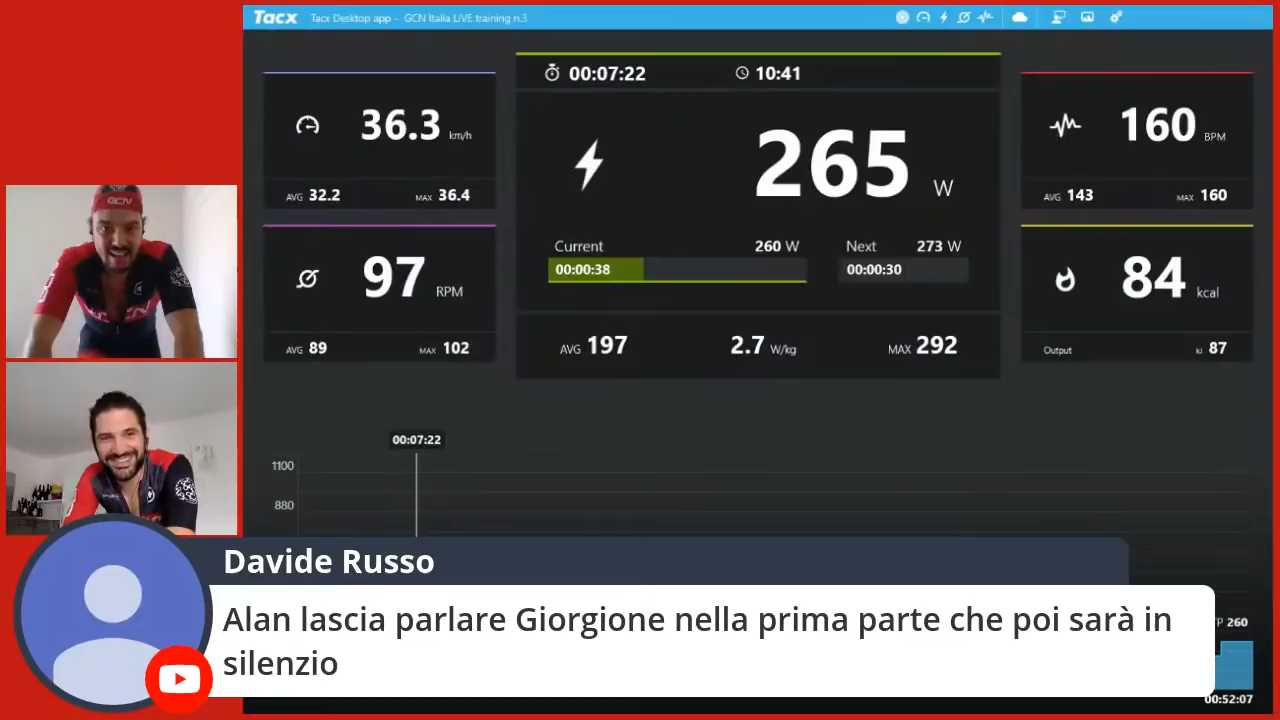 Tacx Tacx Desktop app - GCN Italia LIVE training n.3
00:07:22 10:41
36.3 km/h
AVG 32.2 MAX 36.4
265 W
160 BPM
AVG 143 MAX 160
GCN
97 RPM
AVG 89 MAX 102
Current 260 W Next 273 W
00:00:38 00:00:30
84 kcal
Output kJ 87
AVG 197 2.7 W/kg MAX 292
00:07:22
1100
880
Davide Russo
Alan lascia parlare Giorgione nella prima parte che poi sarà in
silenzio
260
00:52:07